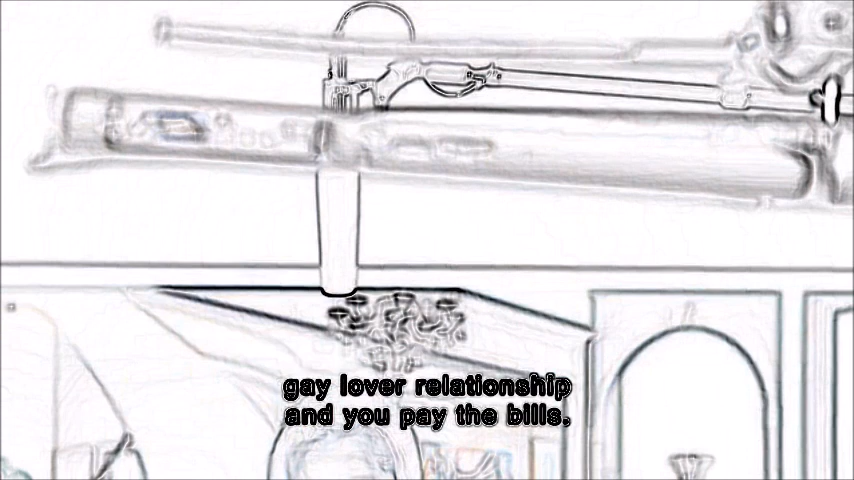 gay lover relationship
and you pay the bills.